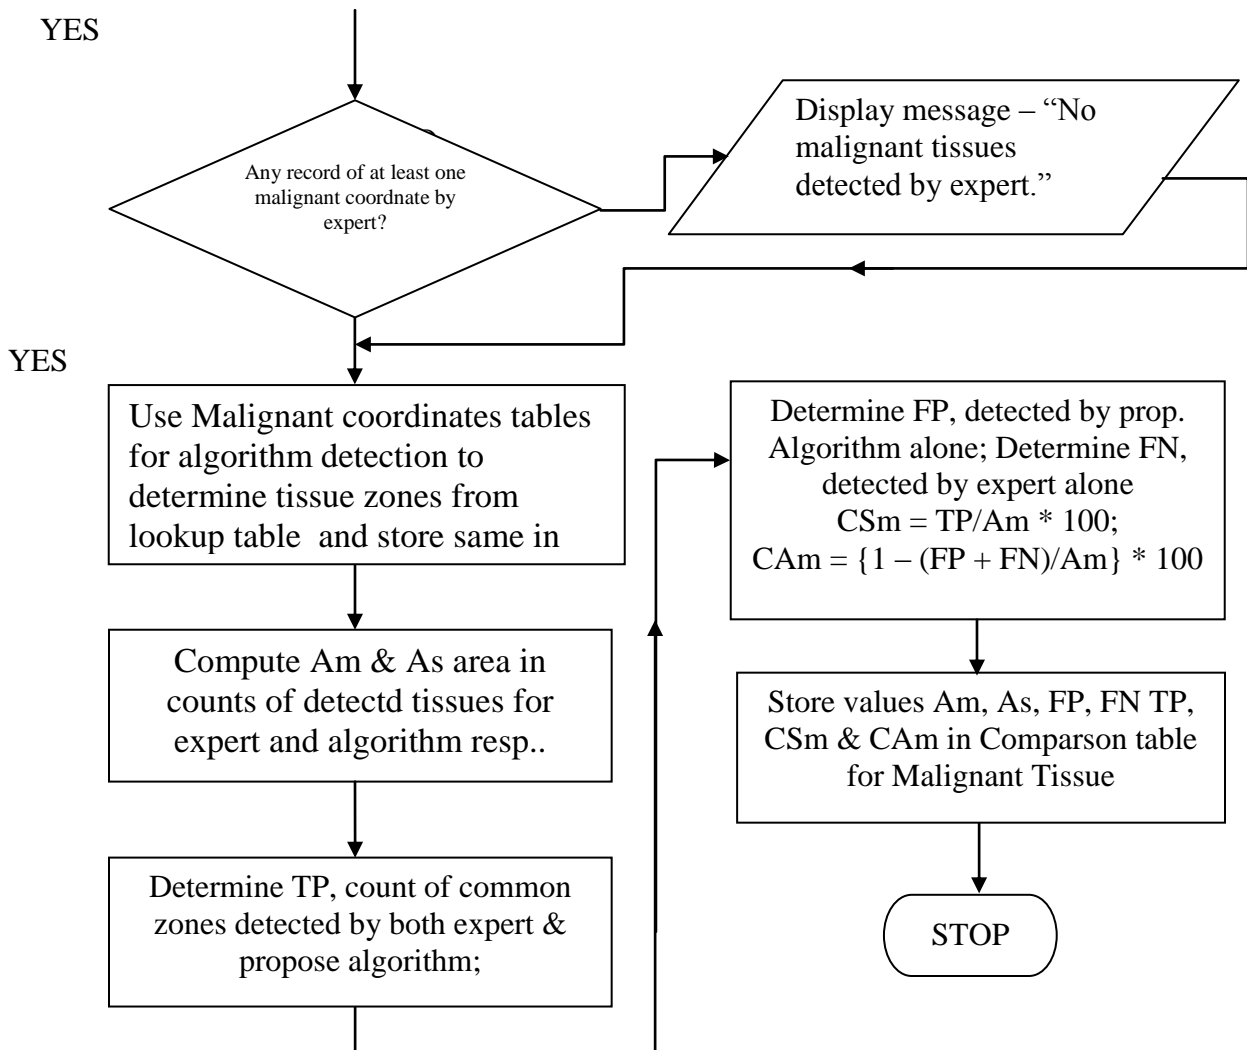 YES
Any record of at least one
malignant coordnate by
expert?
Display message – “No
malignant tissues
detected by expert.”
YES
Use Malignant coordinates tables
for algorithm detection to
determine tissue zones from
lookup table and store same in
Compute Am & As area in
counts of detectd tissues for
expert and algorithm resp..
Determine TP, count of common
zones detected by both expert &
propose algorithm;
Determine FP, detected by prop.
Algorithm alone; Determine FN,
detected by expert alone
CSm = TP/Am * 100;
CAm = {1 – (FP + FN)/Am} * 100
Store values Am, As, FP, FN TP,
CSm & CAm in Comparson table
for Malignant Tissue
STOP